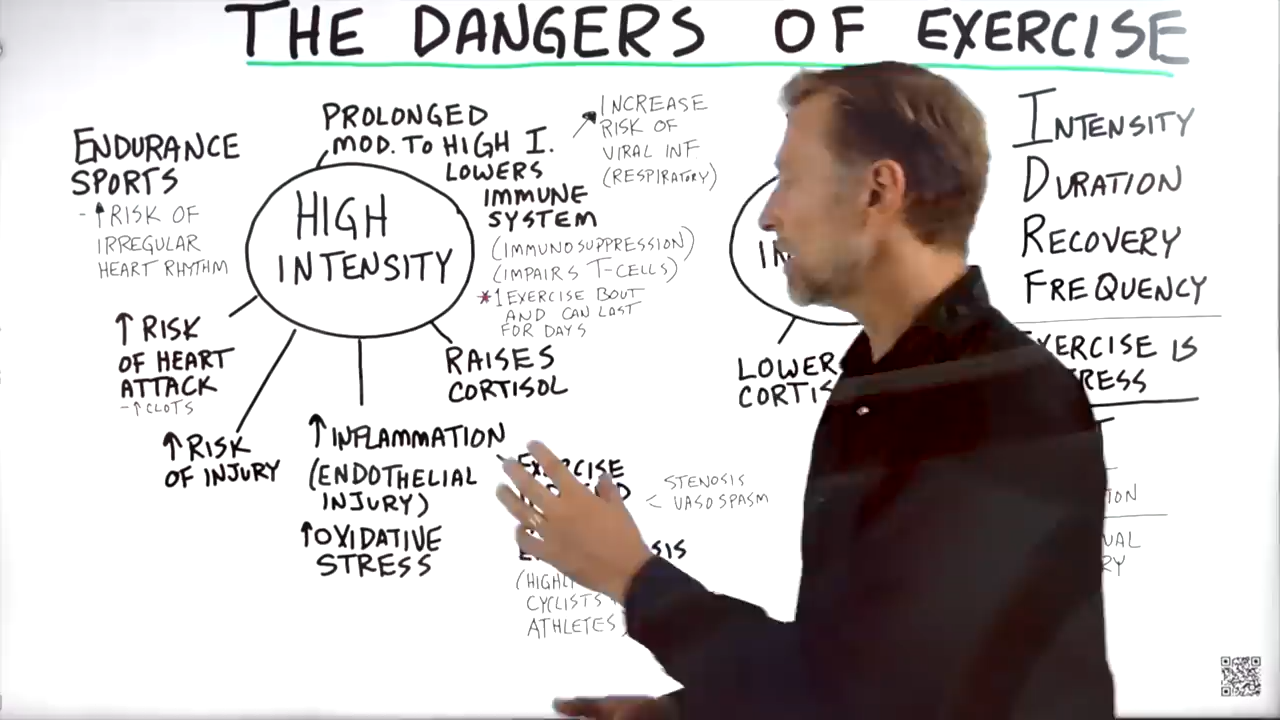 THE DANGERS OF EXERCISE
ENDURANCE
SPORTS
-↑RISK OF
IRREGULAR
HEART RHYTHM
PROLONGED
MOD. TO HIGH I.
LOWERS
IMMUNE
SYSTEM
(IMMUNOSUPPRESSION)
(IMPAIRS T-CELLS)
*1 EXERCISE BOUT
AND CAN LAST
FOR DAYS
INCREASE
RISK OF
VIRAL INF.
(RESPIRATORY)
HIGH
INTENSITY
↑RISK
OF HEART
ATTACK
-↑CLOTS
↑RISK
OF INJURY
↑INFLAMMATION
(ENDOTHELIAL
INJURY)
↑OXIDATIVE
STRESS
RAISES
CORTISOL
EXERCISE
STENOSIS
VASOSPASM
CYCLISTS
ATHLETES)
LOWER
INTENSITY
DURATION
RECOVERY
FREQUENCY
EXERCISE IS